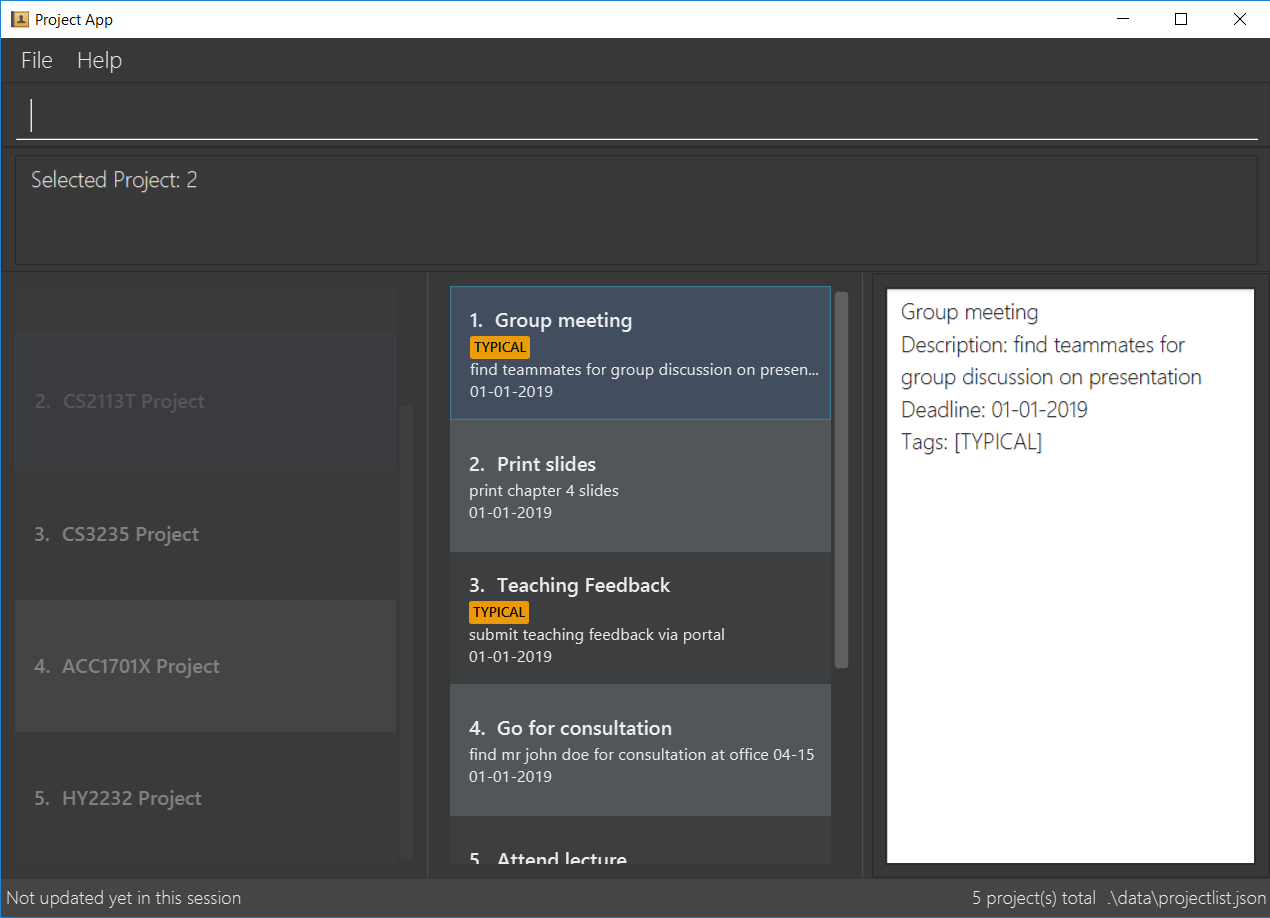 Project App
File Help
Selected Project: 2
2. CS2113T Project
3. CS3235 Project
4. ACC1701X Project
5. HY2232 Project
1. Group meeting
TYPICAL
find teammates for group discussion on presen...
01-01-2019
2. Print slides
print chapter 4 slides
01-01-2019
3. Teaching Feedback
TYPICAL
submit teaching feedback via portal
01-01-2019
4. Go for consultation
find mr john doe for consultation at office 04-15
01-01-2019
5. Attend lecture
Group meeting
Description: find teammates for
group discussion on presentation
Deadline: 01-01-2019
Tags: [TYPICAL]
Not updated yet in this session
5 project(s) total .\data\projectlist.json